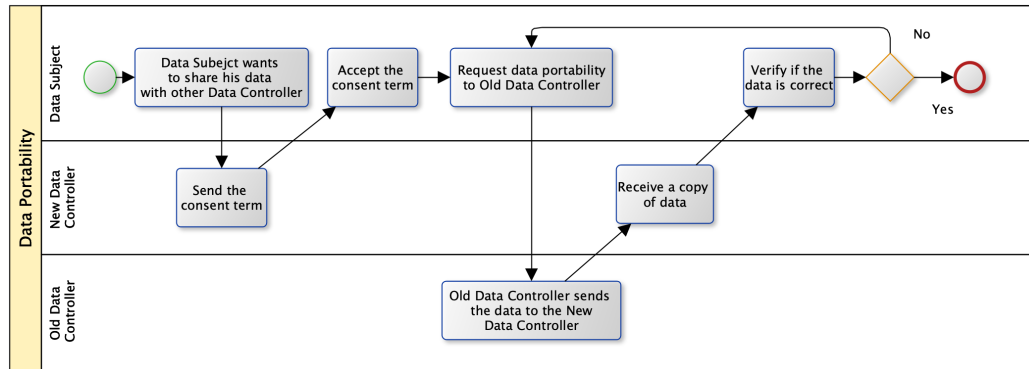 Data Portability
Data Subject
Data Subejct wants
to share his data
with other Data Controller
Accept the
consent term
Request data portability
to Old Data Controller
Verify if the
data is correct
No
Yes
New Data
Controller
Send the
consent term
Receive a copy
of data
Old Data
Controller
Old Data Controller sends
the data to the New
Data Controller